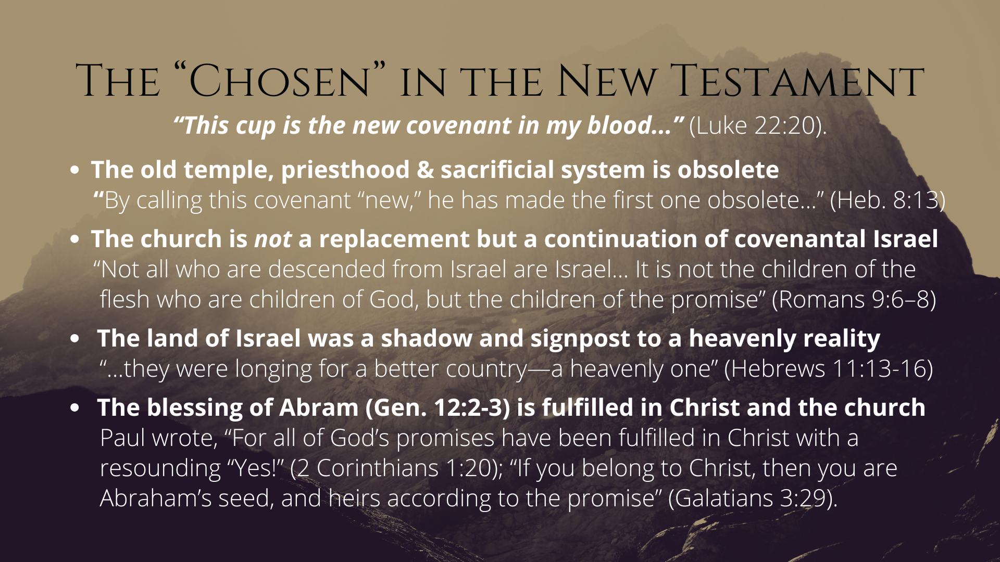 The “Chosen” in the New Testament
“This cup is the new covenant in my blood...” (Luke 22:20).
• The old temple, priesthood & sacrificial system is obsolete
“By calling this covenant “new,” he has made the first one obsolete...” (Heb. 8:13)
• The church is not a replacement but a continuation of covenantal Israel
“Not all who are descended from Israel are Israel... It is not the children of the
flesh who are children of God, but the children of the promise” (Romans 9:6–8)
• The land of Israel was a shadow and signpost to a heavenly reality
“...they were longing for a better country—a heavenly one” (Hebrews 11:13-16)
• The blessing of Abram (Gen. 12:2-3) is fulfilled in Christ and the church
Paul wrote, “For all of God’s promises have been fulfilled in Christ with a
resounding “Yes!” (2 Corinthians 1:20); “If you belong to Christ, then you are
Abraham’s seed, and heirs according to the promise” (Galatians 3:29).